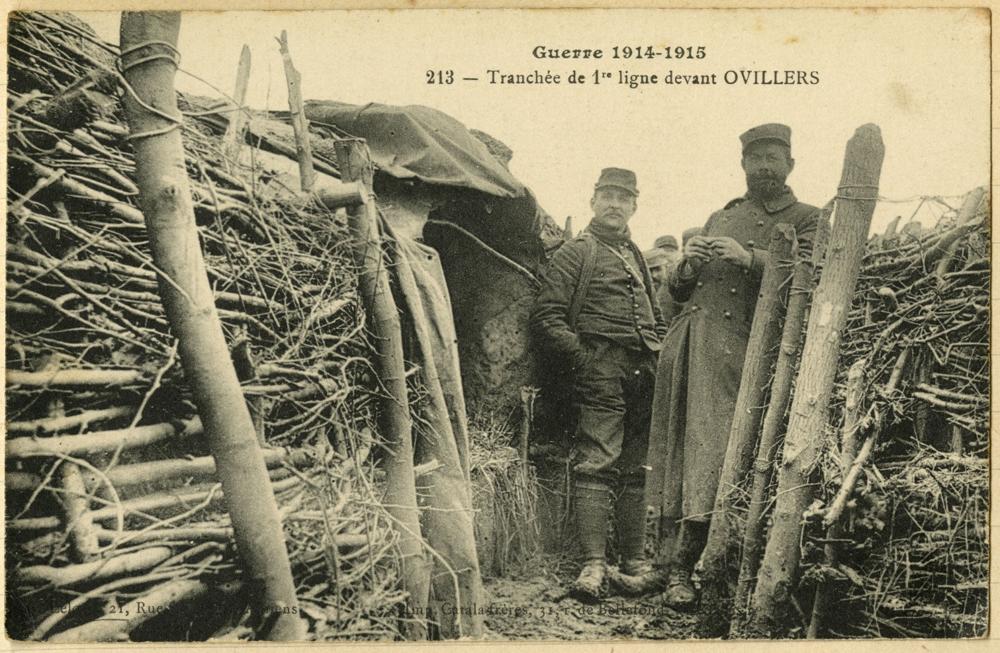 Guerre 1914-1915
213 — Tranchée de 1re ligne devant OVILLERS
21, Rue
Imp. Catala frères, 31, r. de Bellefond